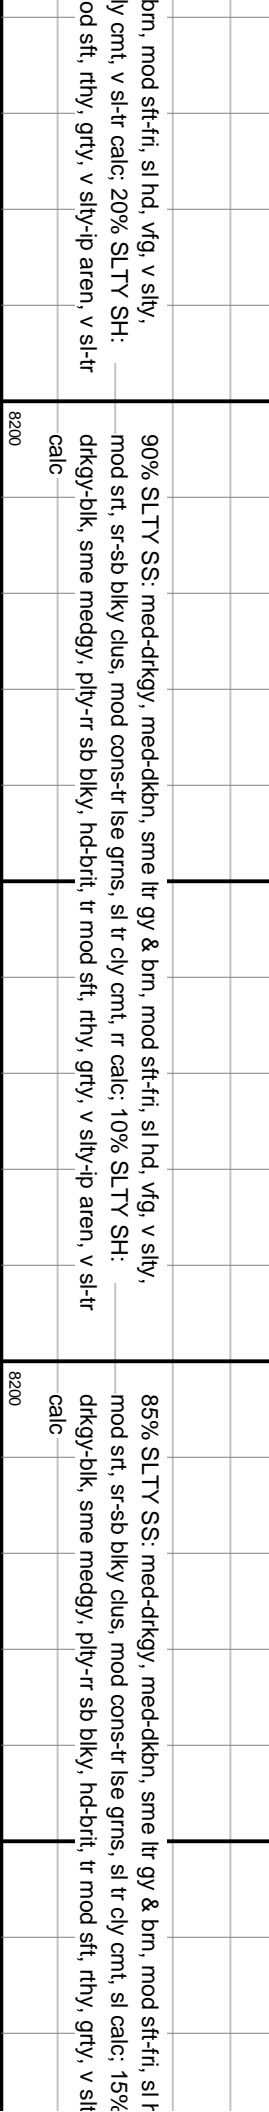 brn, mod sft-fri, sl hd, vfg, v slty,
ly cmt, v sl-tr calc; 20% SLTY SH:
od sft, rthy, grty, v slty-ip aren, v sl-tr
8200
90% SLTY SS: med-drkgy, med-dkbn, sme ltr gy & brn, mod sft-fri, sl hd, vfg, v slty,
mod srt, sr-sb blky clus, mod cons-tr lse grns, sl tr cly cmt, rr calc; 10% SLTY SH:
drkgy-blk, sme medgy, plty-rr sb blky, hd-brit, tr mod sft, rthy, grty, v slty-ip aren, v sl-tr
calc
8200
85% SLTY SS: med-drkgy, med-dkbn, sme ltr gy & brn, mod sft-fri, sl h
mod srt, sr-sb blky clus, mod cons-tr lse grns, sl tr cly cmt, sl calc; 15%
drkgy-blk, sme medgy, plty-rr sb blky, hd-brit, tr mod sft, rthy, grty, v slt
calc